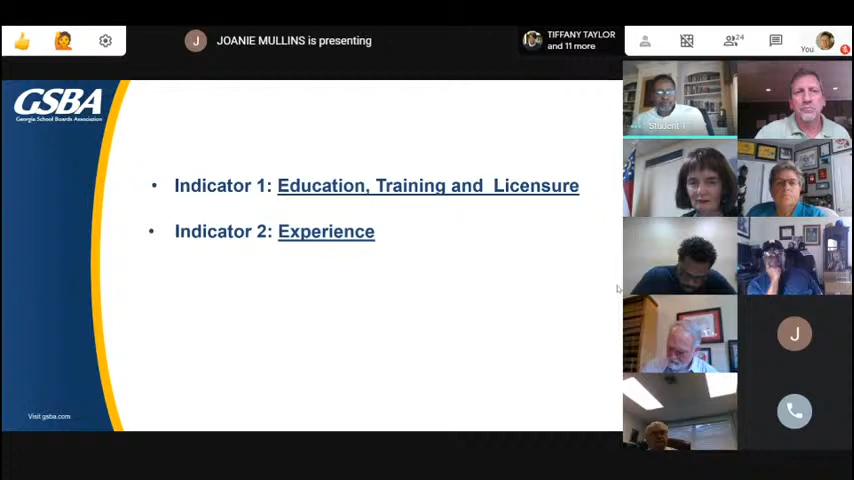 JOANIE MULLINS is presenting
TIFFANY TAYLOR
and 11 more
24
You
J
GSBA
Georgia School Boards Association
• Indicator 1: Education, Training and Licensure
• Indicator 2: Experience
Visit gsba.com
Student 1
J